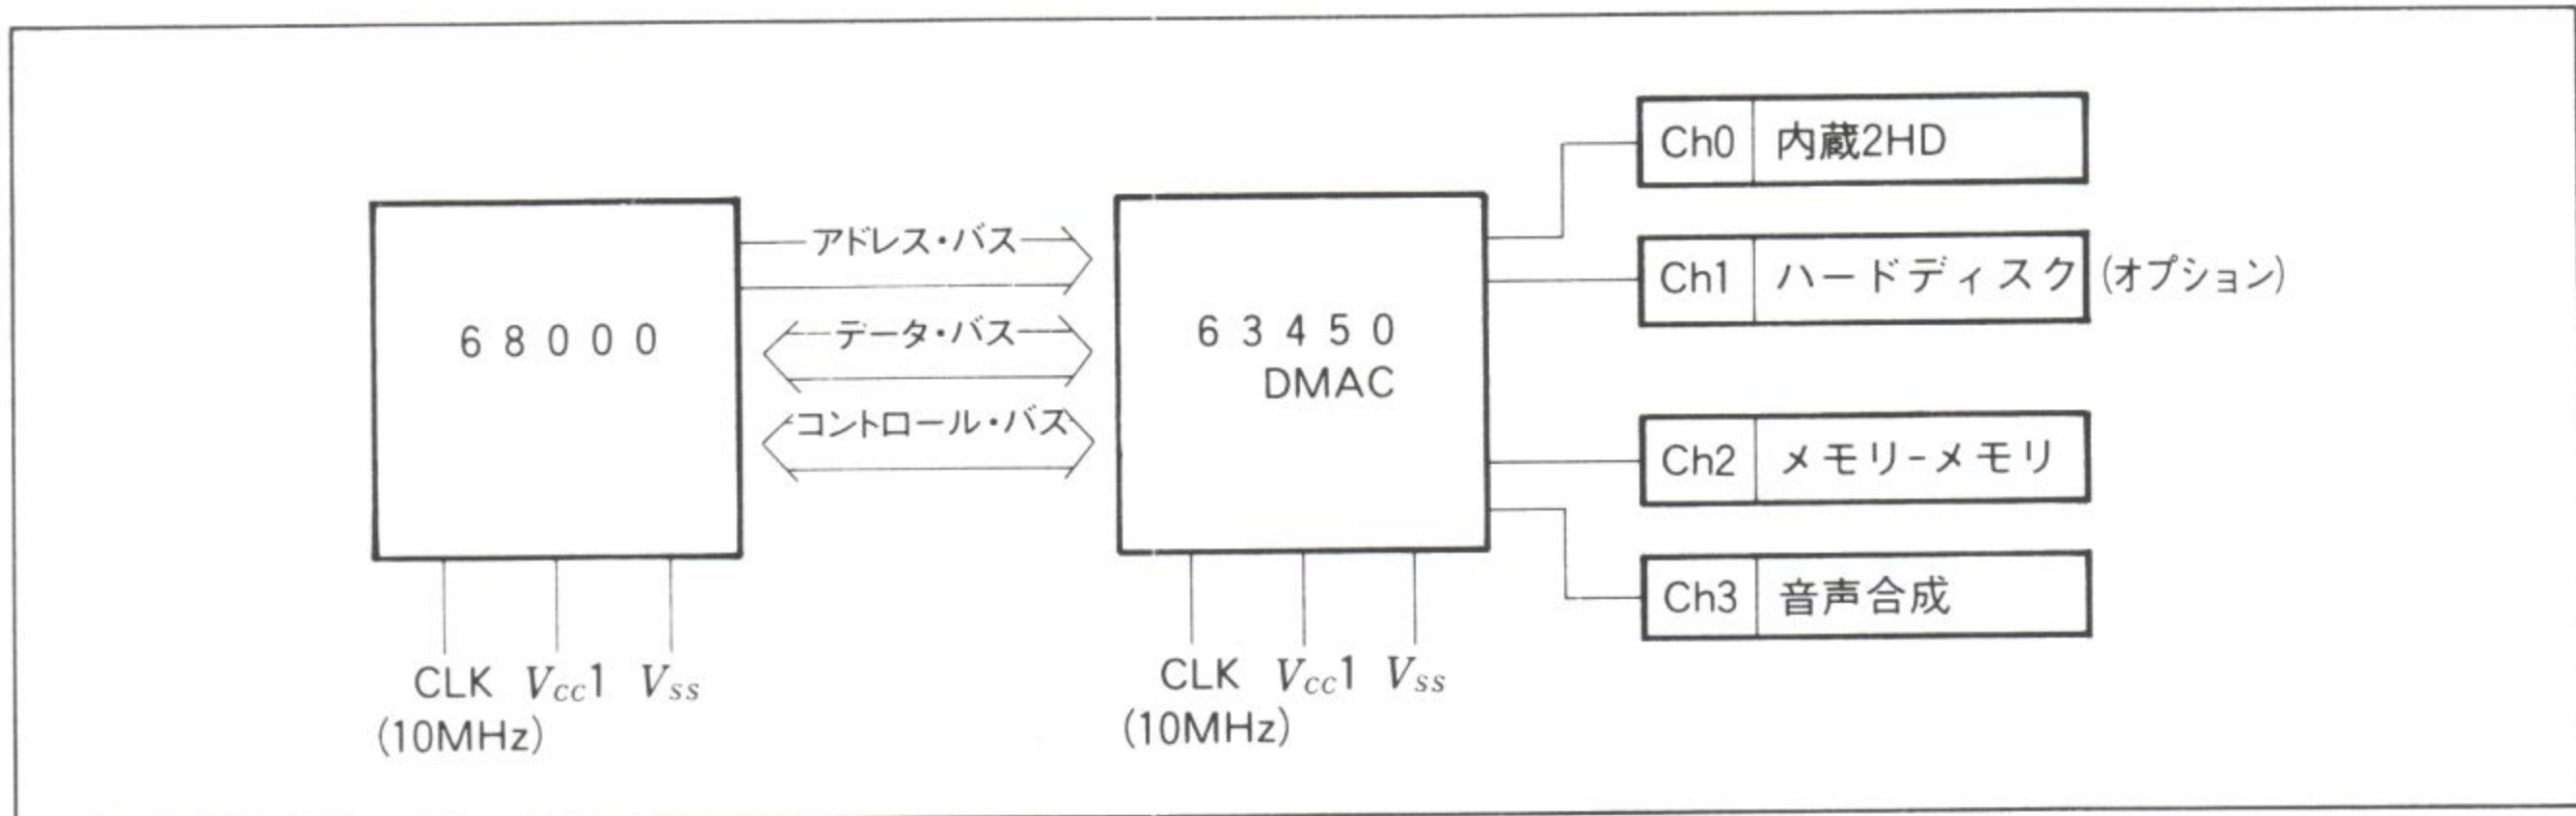 68000
CLK Vcc1 Vss
(10MHz)
アドレス・バス
データ・バス
コントロール・バス
63450
DMAC
CLK Vcc1 Vss
(10MHz)
Ch0 内蔵2HD
Ch1 ハードディスク (オプション)
Ch2 メモリ-メモリ
Ch3 音声合成